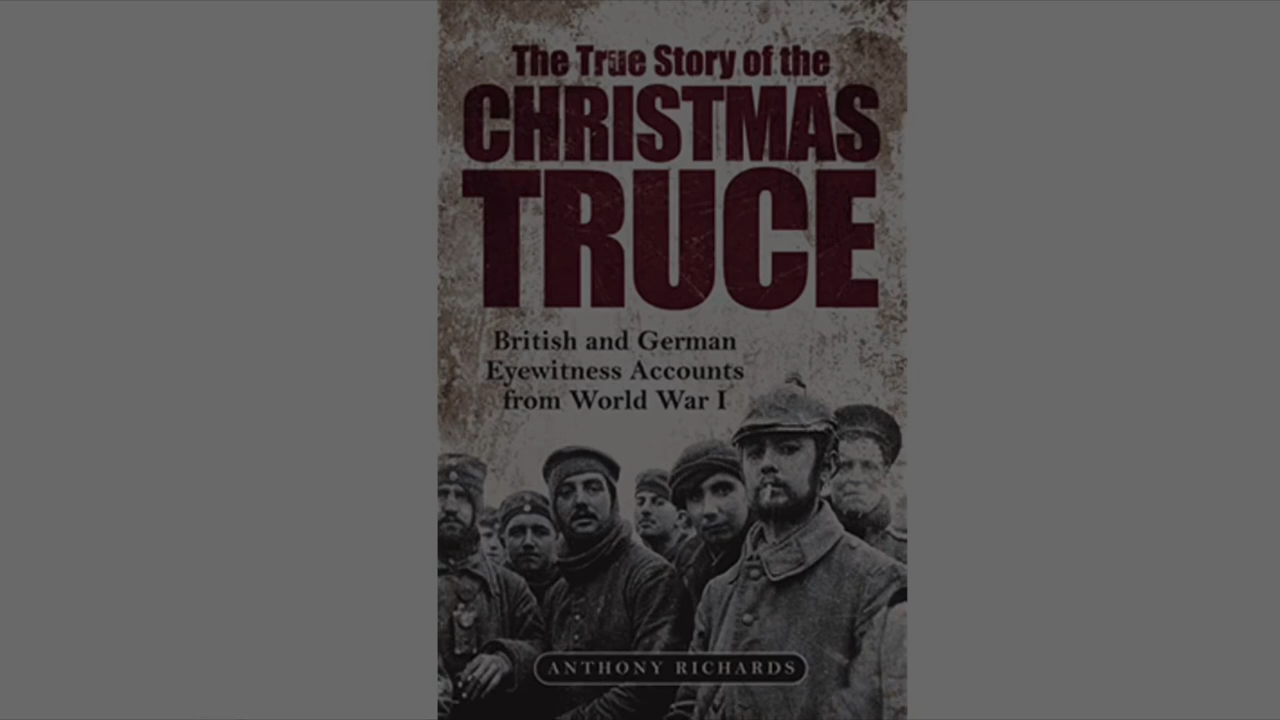 The True Story of the
CHRISTMAS
TRUCE
British and German
Eyewitness Accounts
from World War I
ANTHONY RICHARDS